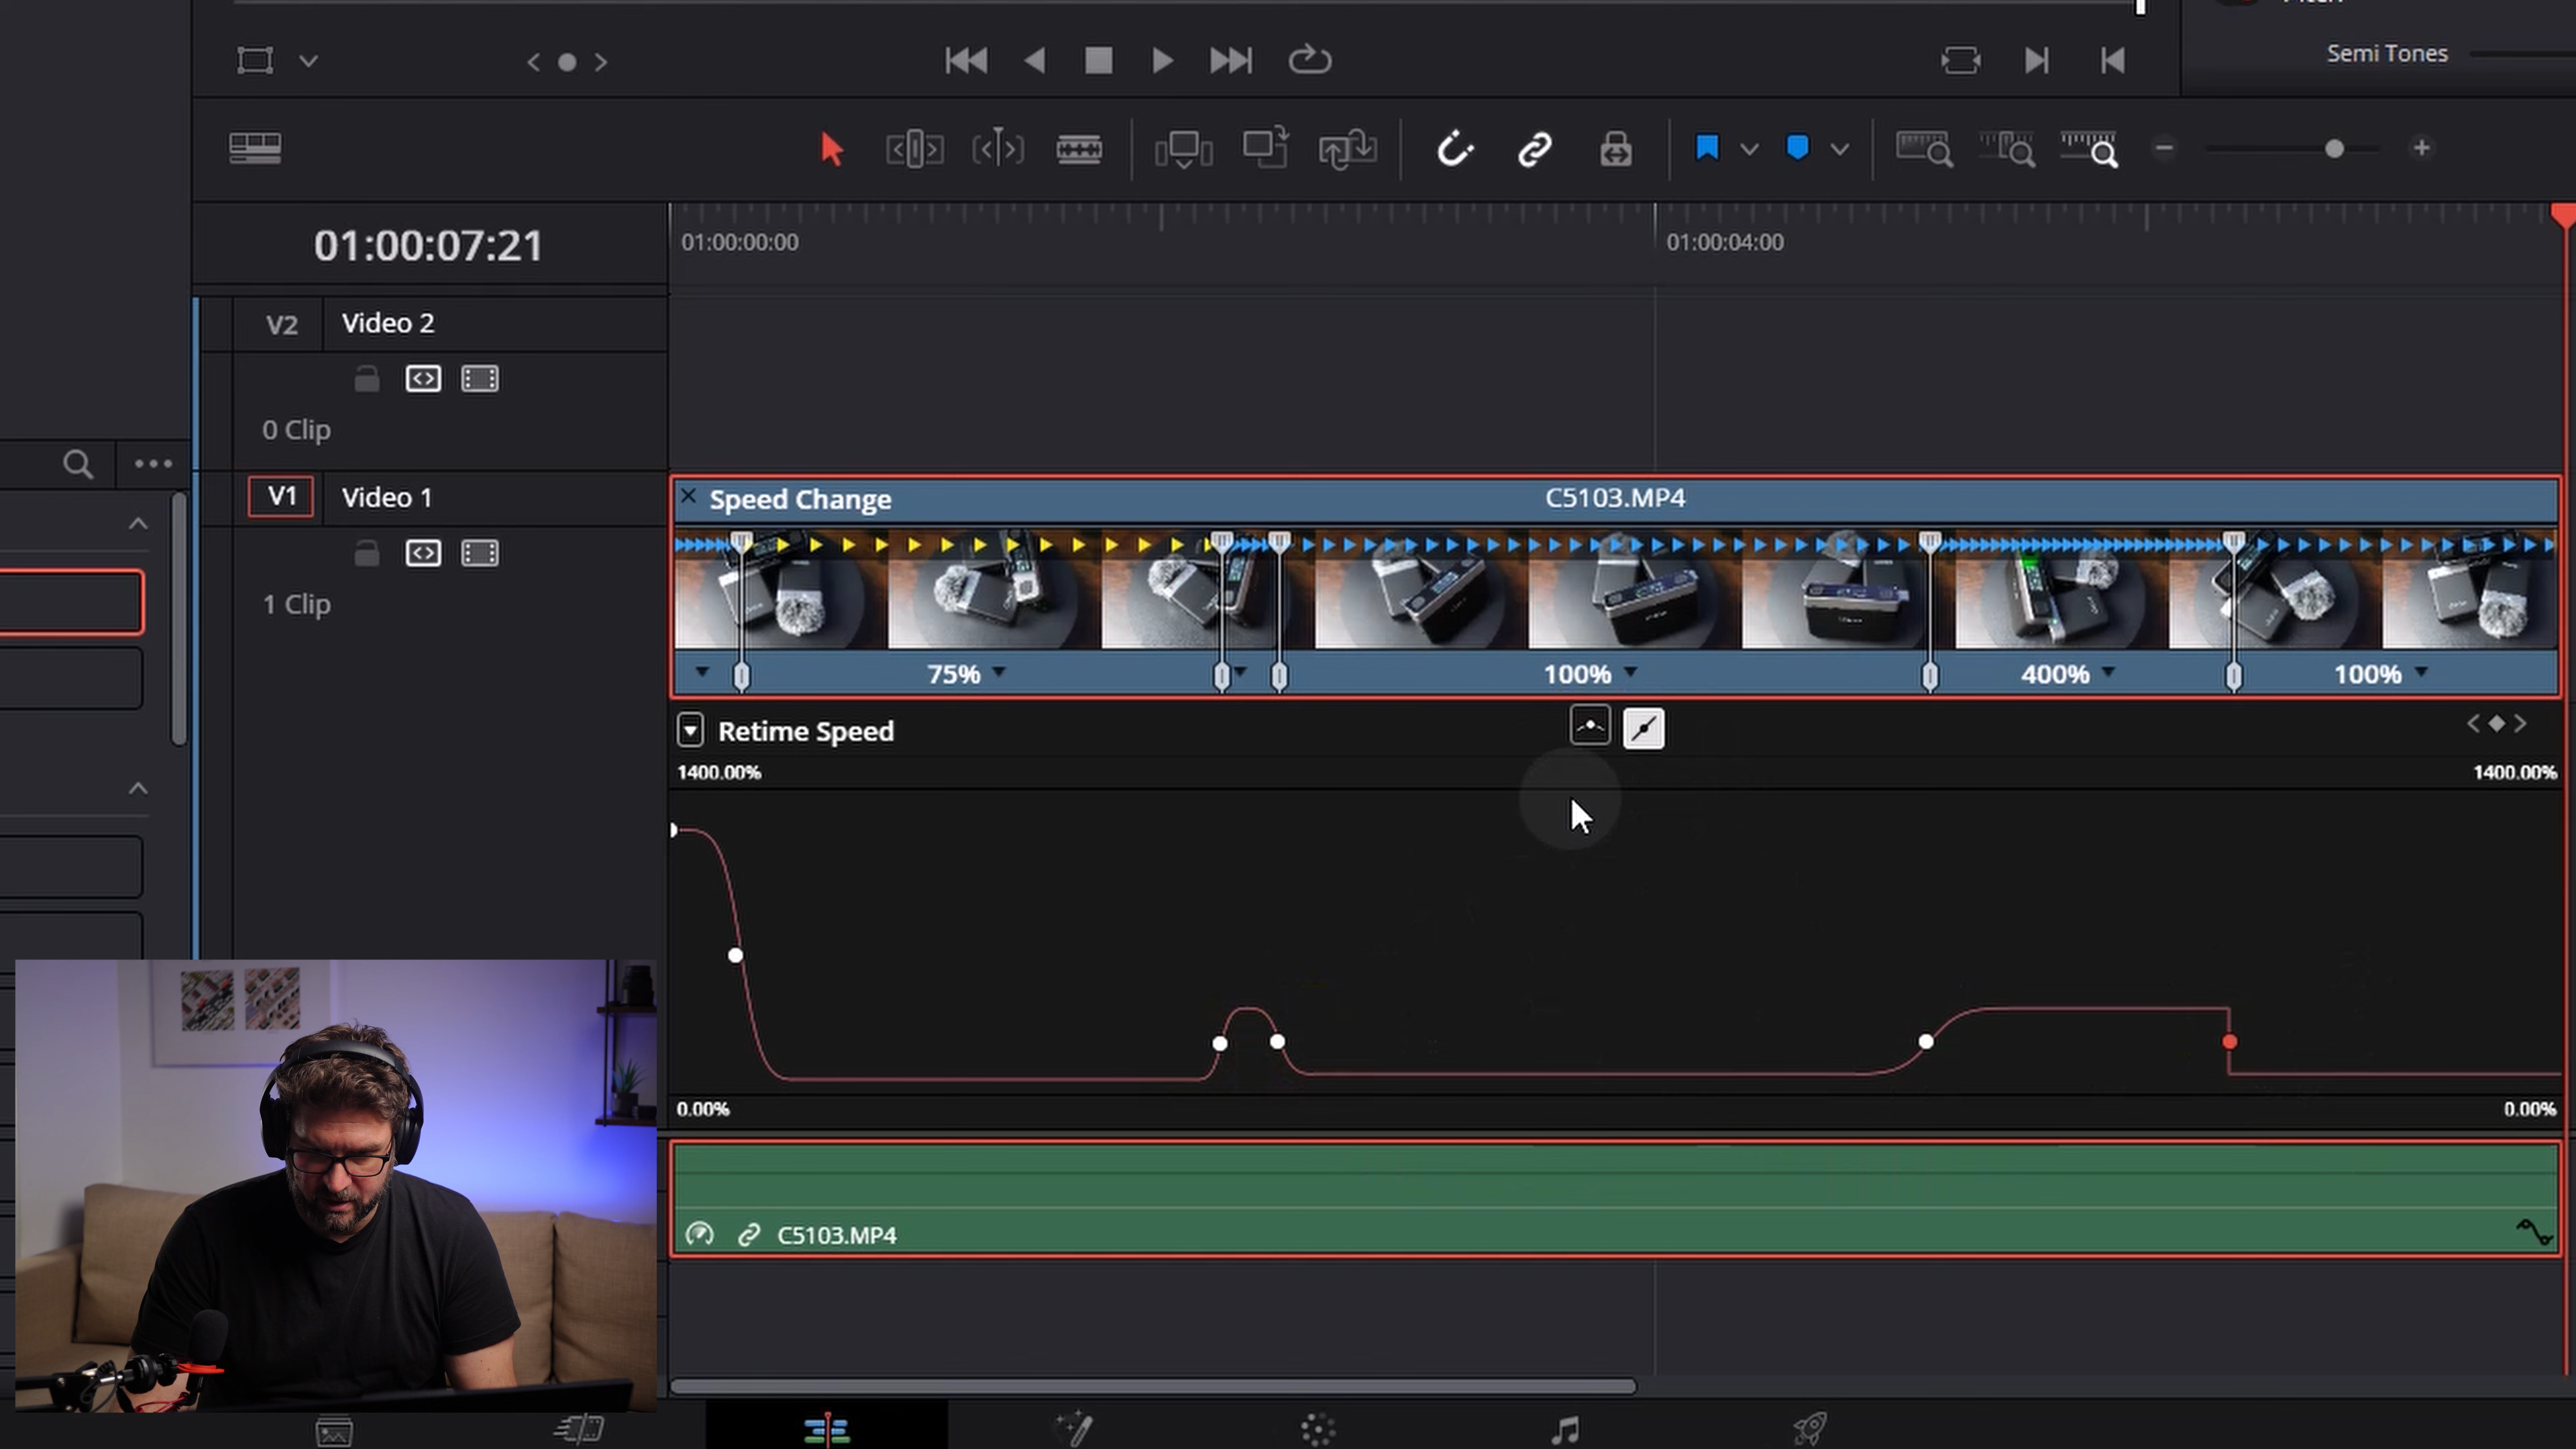 Semi Tones
01:00:07:21
01:00:00:00
01:00:04:00
V2 Video 2
0 Clip
V1 Video 1
1 Clip
Speed Change
C5103.MP4
75%
100%
400%
100%
Retime Speed
1400.00%
1400.00%
0.00%
0.00%
C5103.MP4